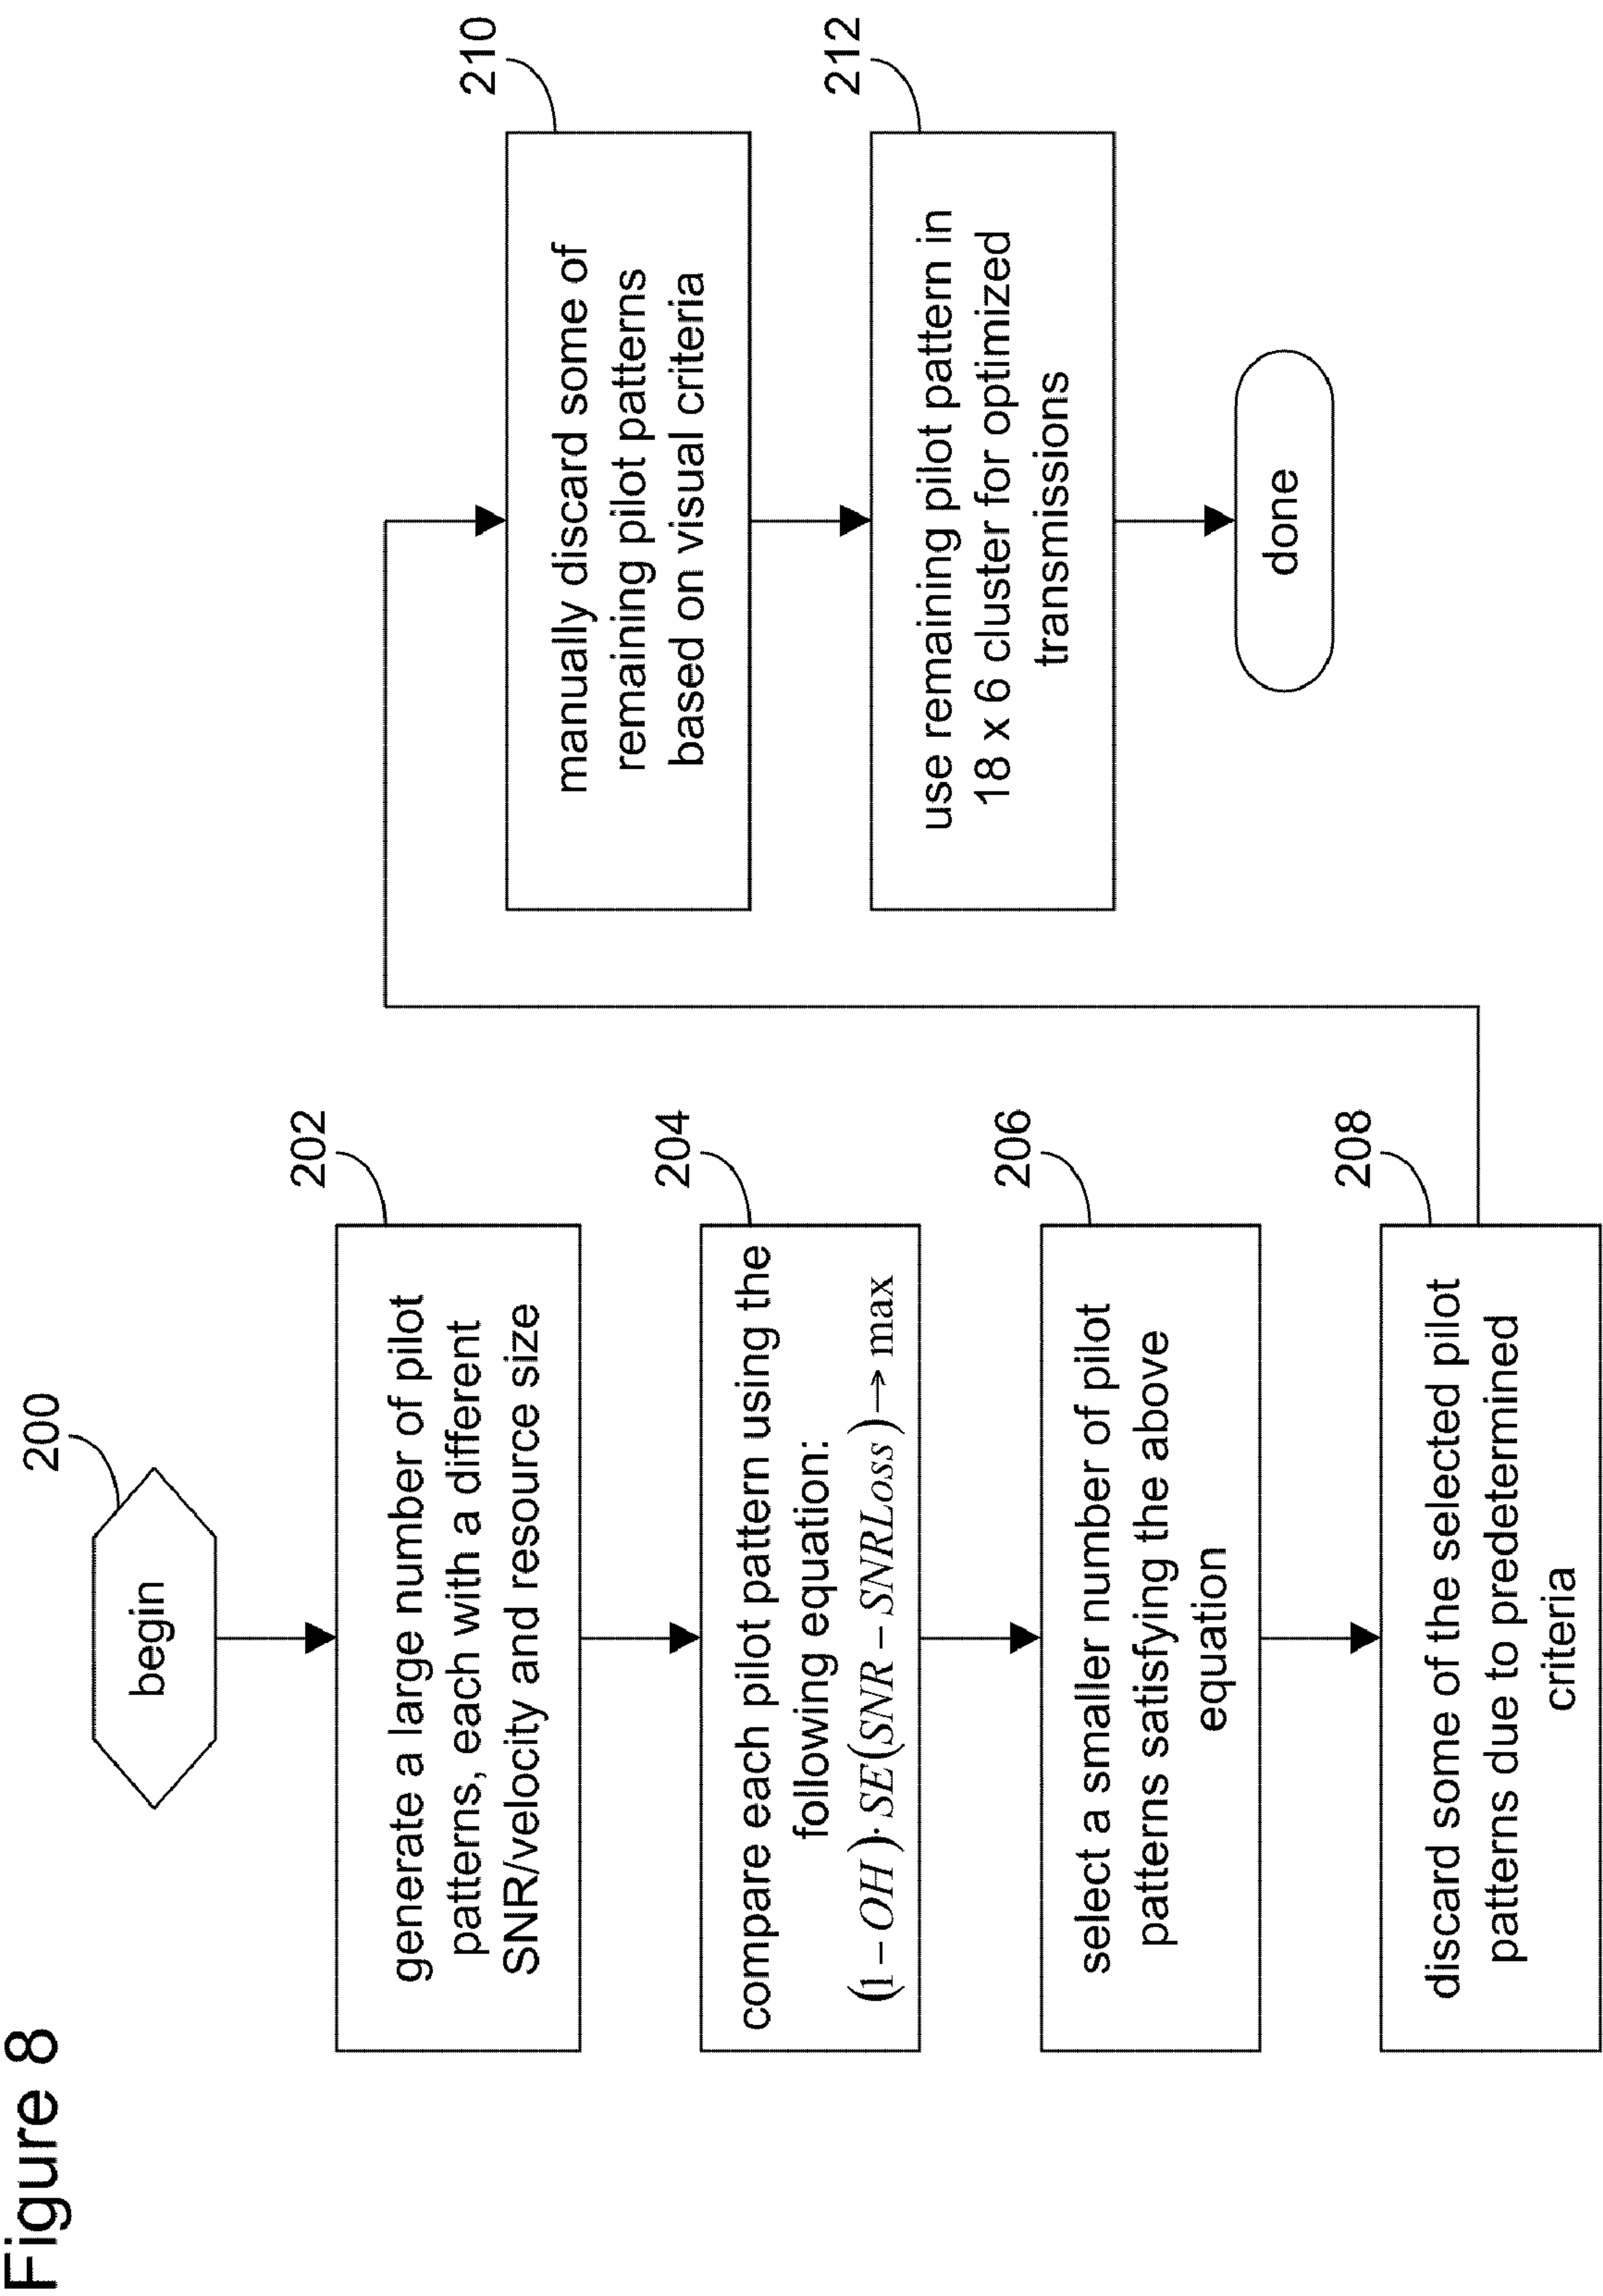 Figure 8
200
begin
202
generate a large number of pilot
patterns, each with a different
SNR/velocity and resource size
204
compare each pilot pattern using the
following equation:
(1 − OH)· SE(SNR − SNRLoss)→ max
206
select a smaller number of pilot
patterns satisfying the above
equation
208
discard some of the selected pilot
patterns due to predetermined
criteria
210
manually discard some of
remaining pilot patterns
based on visual criteria
212
use remaining pilot pattern in
18 x 6 cluster for optimized
transmissions
done